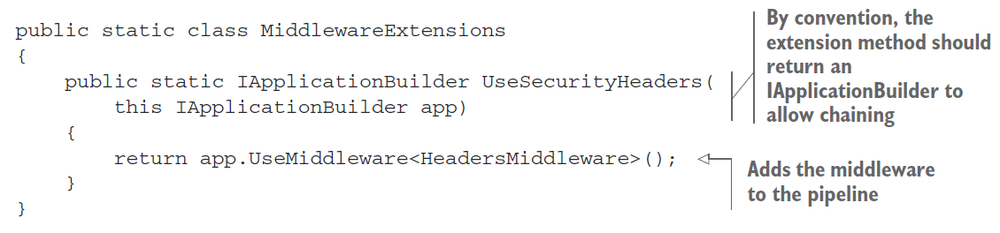 public static class MiddlewareExtensions
{
    public static IApplicationBuilder UseSecurityHeaders(
        this IApplicationBuilder app)
    {
        return app.UseMiddleware<HeadersMiddleware>();
    }
}
By convention, the
extension method should
return an
IApplicationBuilder to
allow chaining
Adds the middleware
to the pipeline